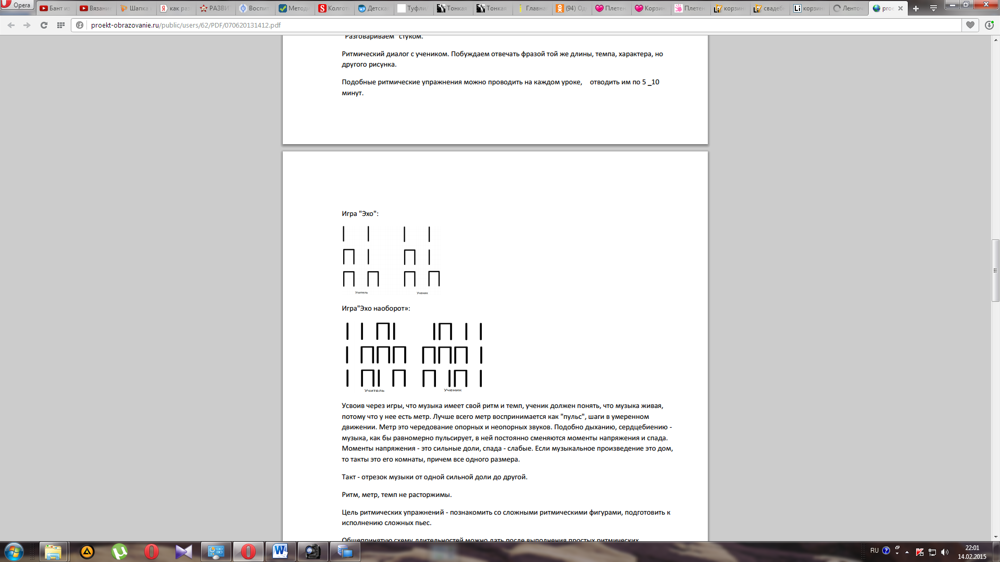 Opera
Бант из
Вязани
Шапка
как раз
РАЗВИ
Воспит
Методи
Колгот
Детска
Туфли/
Тонкая
Тонкая
Главна
(94) Од
Плетен
Корзин
Плетен
корзин
свадеб
корзин
Ленточ
proe
proekt-obrazovanie.ru/public/users/62/PDF/070620131412.pdf
"Разговариваем" стуком.
Ритмический диалог с учеником. Побуждаем отвечать фразой той же длины, темпа, характера, но
другого рисунка.
Подобные ритмические упражнения можно проводить на каждом уроке, отводить им по 5 _10
минут.
Игра "Эхо":
Учитель Ученик
Игра"Эхо наоборот»:
Учитель Ученик
Усвоив через игры, что музыка имеет свой ритм и темп, ученик должен понять, что музыка живая,
потому что у нее есть метр. Лучше всего метр воспринимается как "пульс", шаги в умеренном
движении. Метр это чередование опорных и неопорных звуков. Подобно дыханию, сердцебиению -
музыка, как бы равномерно пульсирует, в ней постоянно сменяются моменты напряжения и спада.
Моменты напряжения - это сильные доли, спада - слабые. Если музыкальное произведение это дом,
то такты это его комнаты, причем все одного размера.
Такт - отрезок музыки от одной сильной доли до другой.
Ритм, метр, темп не расторжимы.
Цель ритмических упражнений - познакомить со сложными ритмическими фигурами, подготовить к
исполнению сложных пьес.
Общепринятую схему длительностей можно дать после выполнения простых ритмических
RU
22:01
14.02.2015